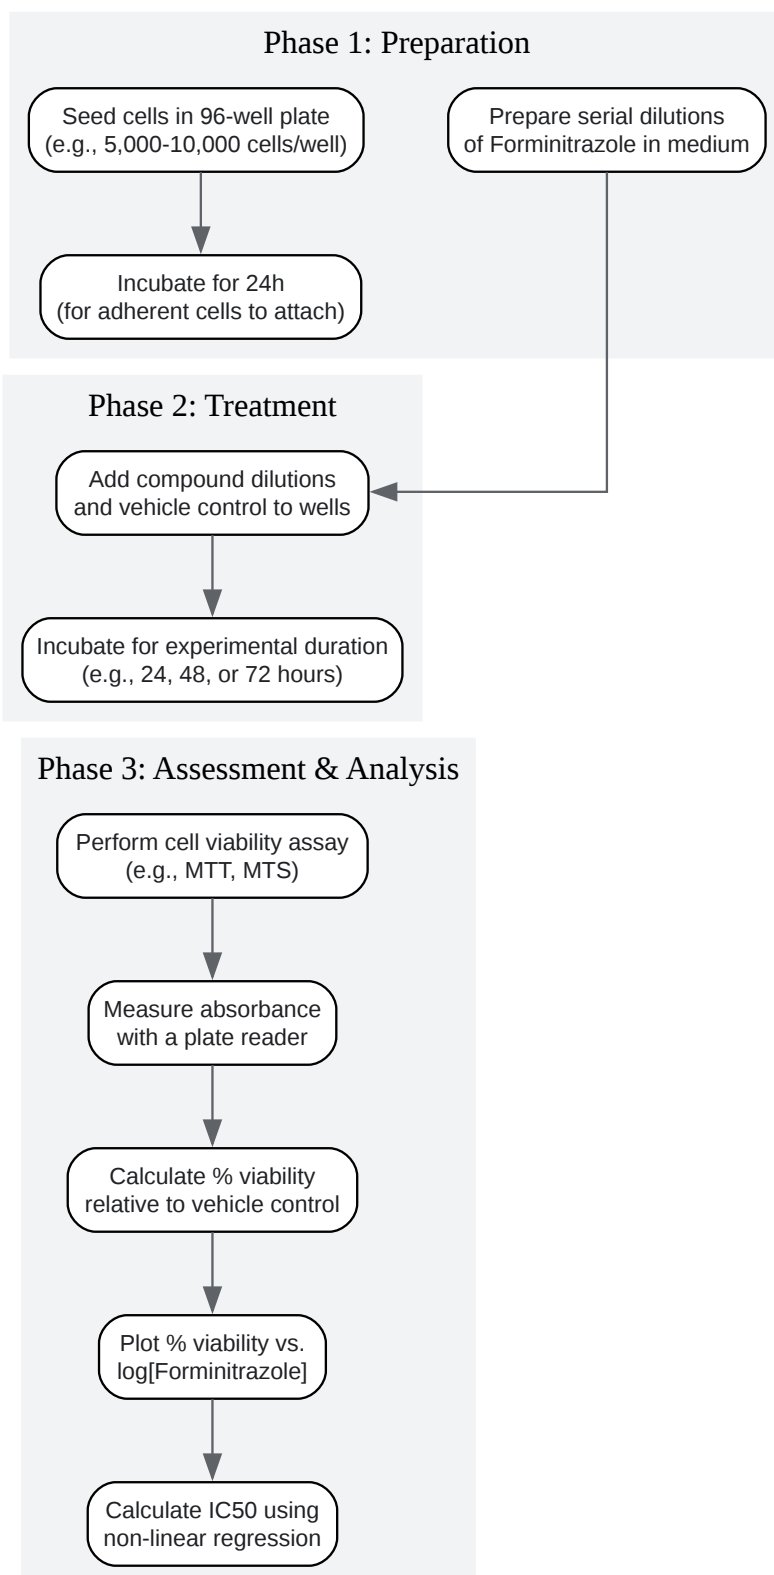 Phase 1: Preparation
Seed cells in 96-well plate
(e.g., 5,000-10,000 cells/well)
Prepare serial dilutions
of Forminitrazole in medium
Incubate for 24h
(for adherent cells to attach)
Phase 2: Treatment
Add compound dilutions
and vehicle control to wells
Incubate for experimental duration
(e.g., 24, 48, or 72 hours)
Phase 3: Assessment & Analysis
Perform cell viability assay
(e.g., MTT, MTS)
Measure absorbance
with a plate reader
Calculate % viability
relative to vehicle control
Plot % viability vs.
log[Forminitrazole]
Calculate IC50 using
non-linear regression